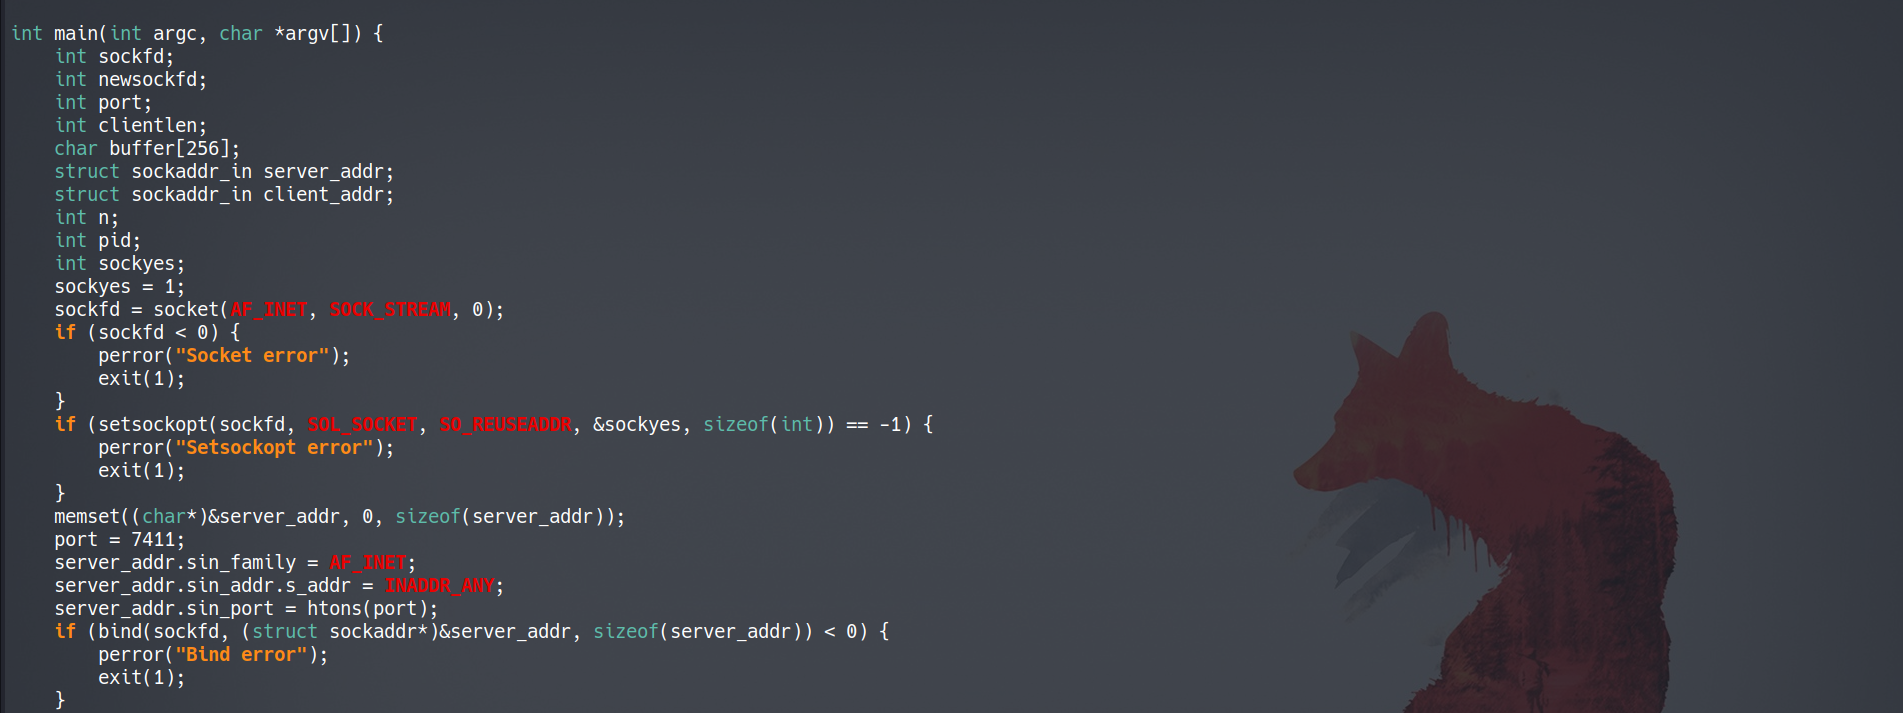 int main(int argc, char *argv[]) {
    int sockfd;
    int newsockfd;
    int port;
    int clientlen;
    char buffer[256];
    struct sockaddr_in server_addr;
    struct sockaddr_in client_addr;
    int n;
    int pid;
    int sockyes;
    sockyes = 1;
    sockfd = socket(AF_INET, SOCK_STREAM, 0);
    if (sockfd < 0) {
        perror("Socket error");
        exit(1);
    }
    if (setsockopt(sockfd, SOL_SOCKET, SO_REUSEADDR, &sockyes, sizeof(int)) == -1) {
        perror("Setsockopt error");
        exit(1);
    }
    memset((char*)&server_addr, 0, sizeof(server_addr));
    port = 7411;
    server_addr.sin_family = AF_INET;
    server_addr.sin_addr.s_addr = INADDR_ANY;
    server_addr.sin_port = htons(port);
    if (bind(sockfd, (struct sockaddr*)&server_addr, sizeof(server_addr)) < 0) {
        perror("Bind error");
        exit(1);
    }